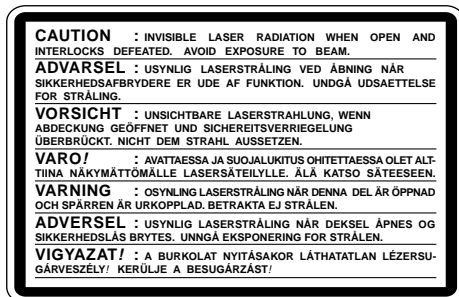 CAUTION : INVISIBLE LASER RADIATION WHEN OPEN AND
INTERLOCKS DEFEATED. AVOID EXPOSURE TO BEAM.
ADVARSEL : USYNLIG LASERSTRÅLING VED ÅBNING NÅR
SIKKERHEDSAFBRYDERE ER UDE AF FUNKTION. UNDGÅ UDSAETTELSE
FOR STRÅLING.
VORSICHT : UNSICHTBARE LASERSTRAHLUNG, WENN
ABDECKUNG GEÖFFNET UND SICHEREITSVERRIEGELUNG
ÜBERBRÜCKT. NICHT DEM STRAHL AUSSETZEN.
VARO! : AVATTAESSA JA SUOJALUKITUS OHITETTAESSA OLET ALT-
TIINA NÄKYMÄTTÖMÄLLE LASERSÄTEILYLLE. ÄLÄ KATSO SÄTEESEEN.
VARNING : OSYNLING LASERSTRÅLING NÄR DENNA DEL ÄR ÖPPNAD
OCH SPÄRREN ÄR URKOPPLAD. BETRAKTA EJ STRÅLEN.
ADVERSEL : USYNLIG LASERSTRÅLING NÅR DEKSEL ÅPNES OG
SIKKERHEDSLÅS BRYTES. UNNGÅ EKSPONERING FOR STRÅLEN.
VIGYAZAT! : A BURKOLAT NYITÁSAKOR LÁTHATATLAN LÉZERSU-
GÁRVESZÉLY! KERÜLJE A BESUGÁRZÁST!